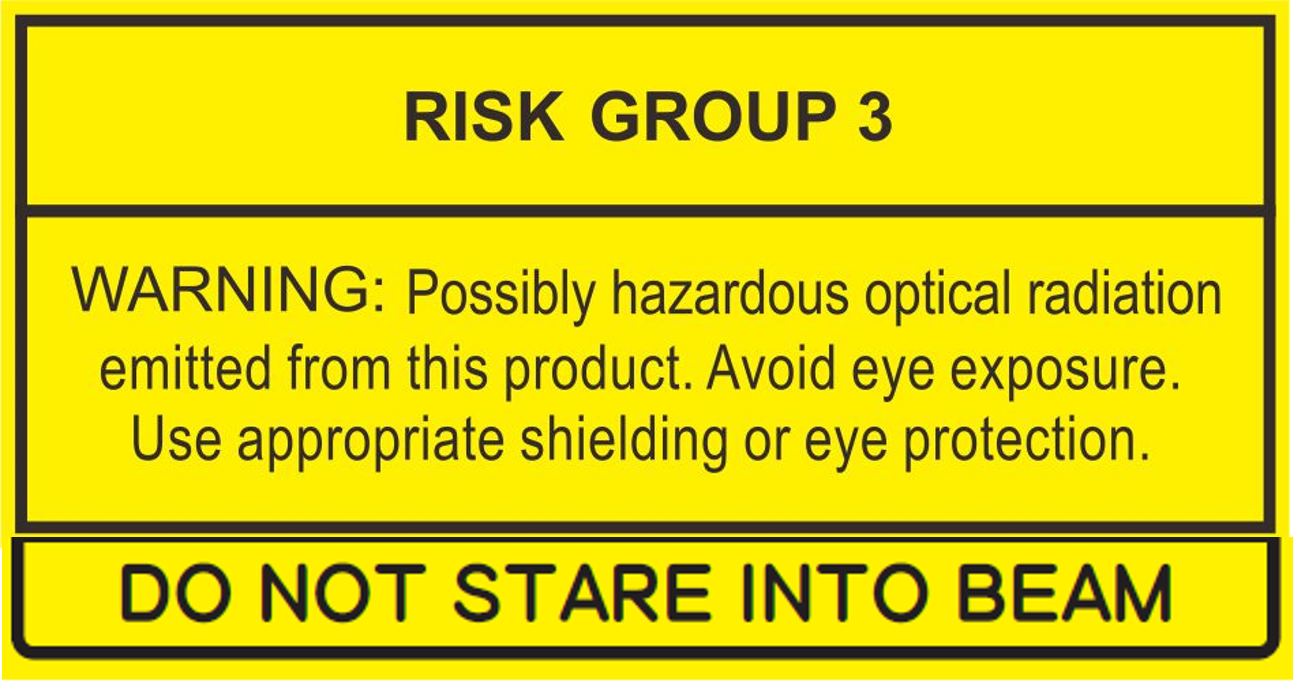 RISK GROUP 3
WARNING: Possibly hazardous optical radiation
emitted from this product. Avoid eye exposure.
Use appropriate shielding or eye protection.
DO NOT STARE INTO BEAM